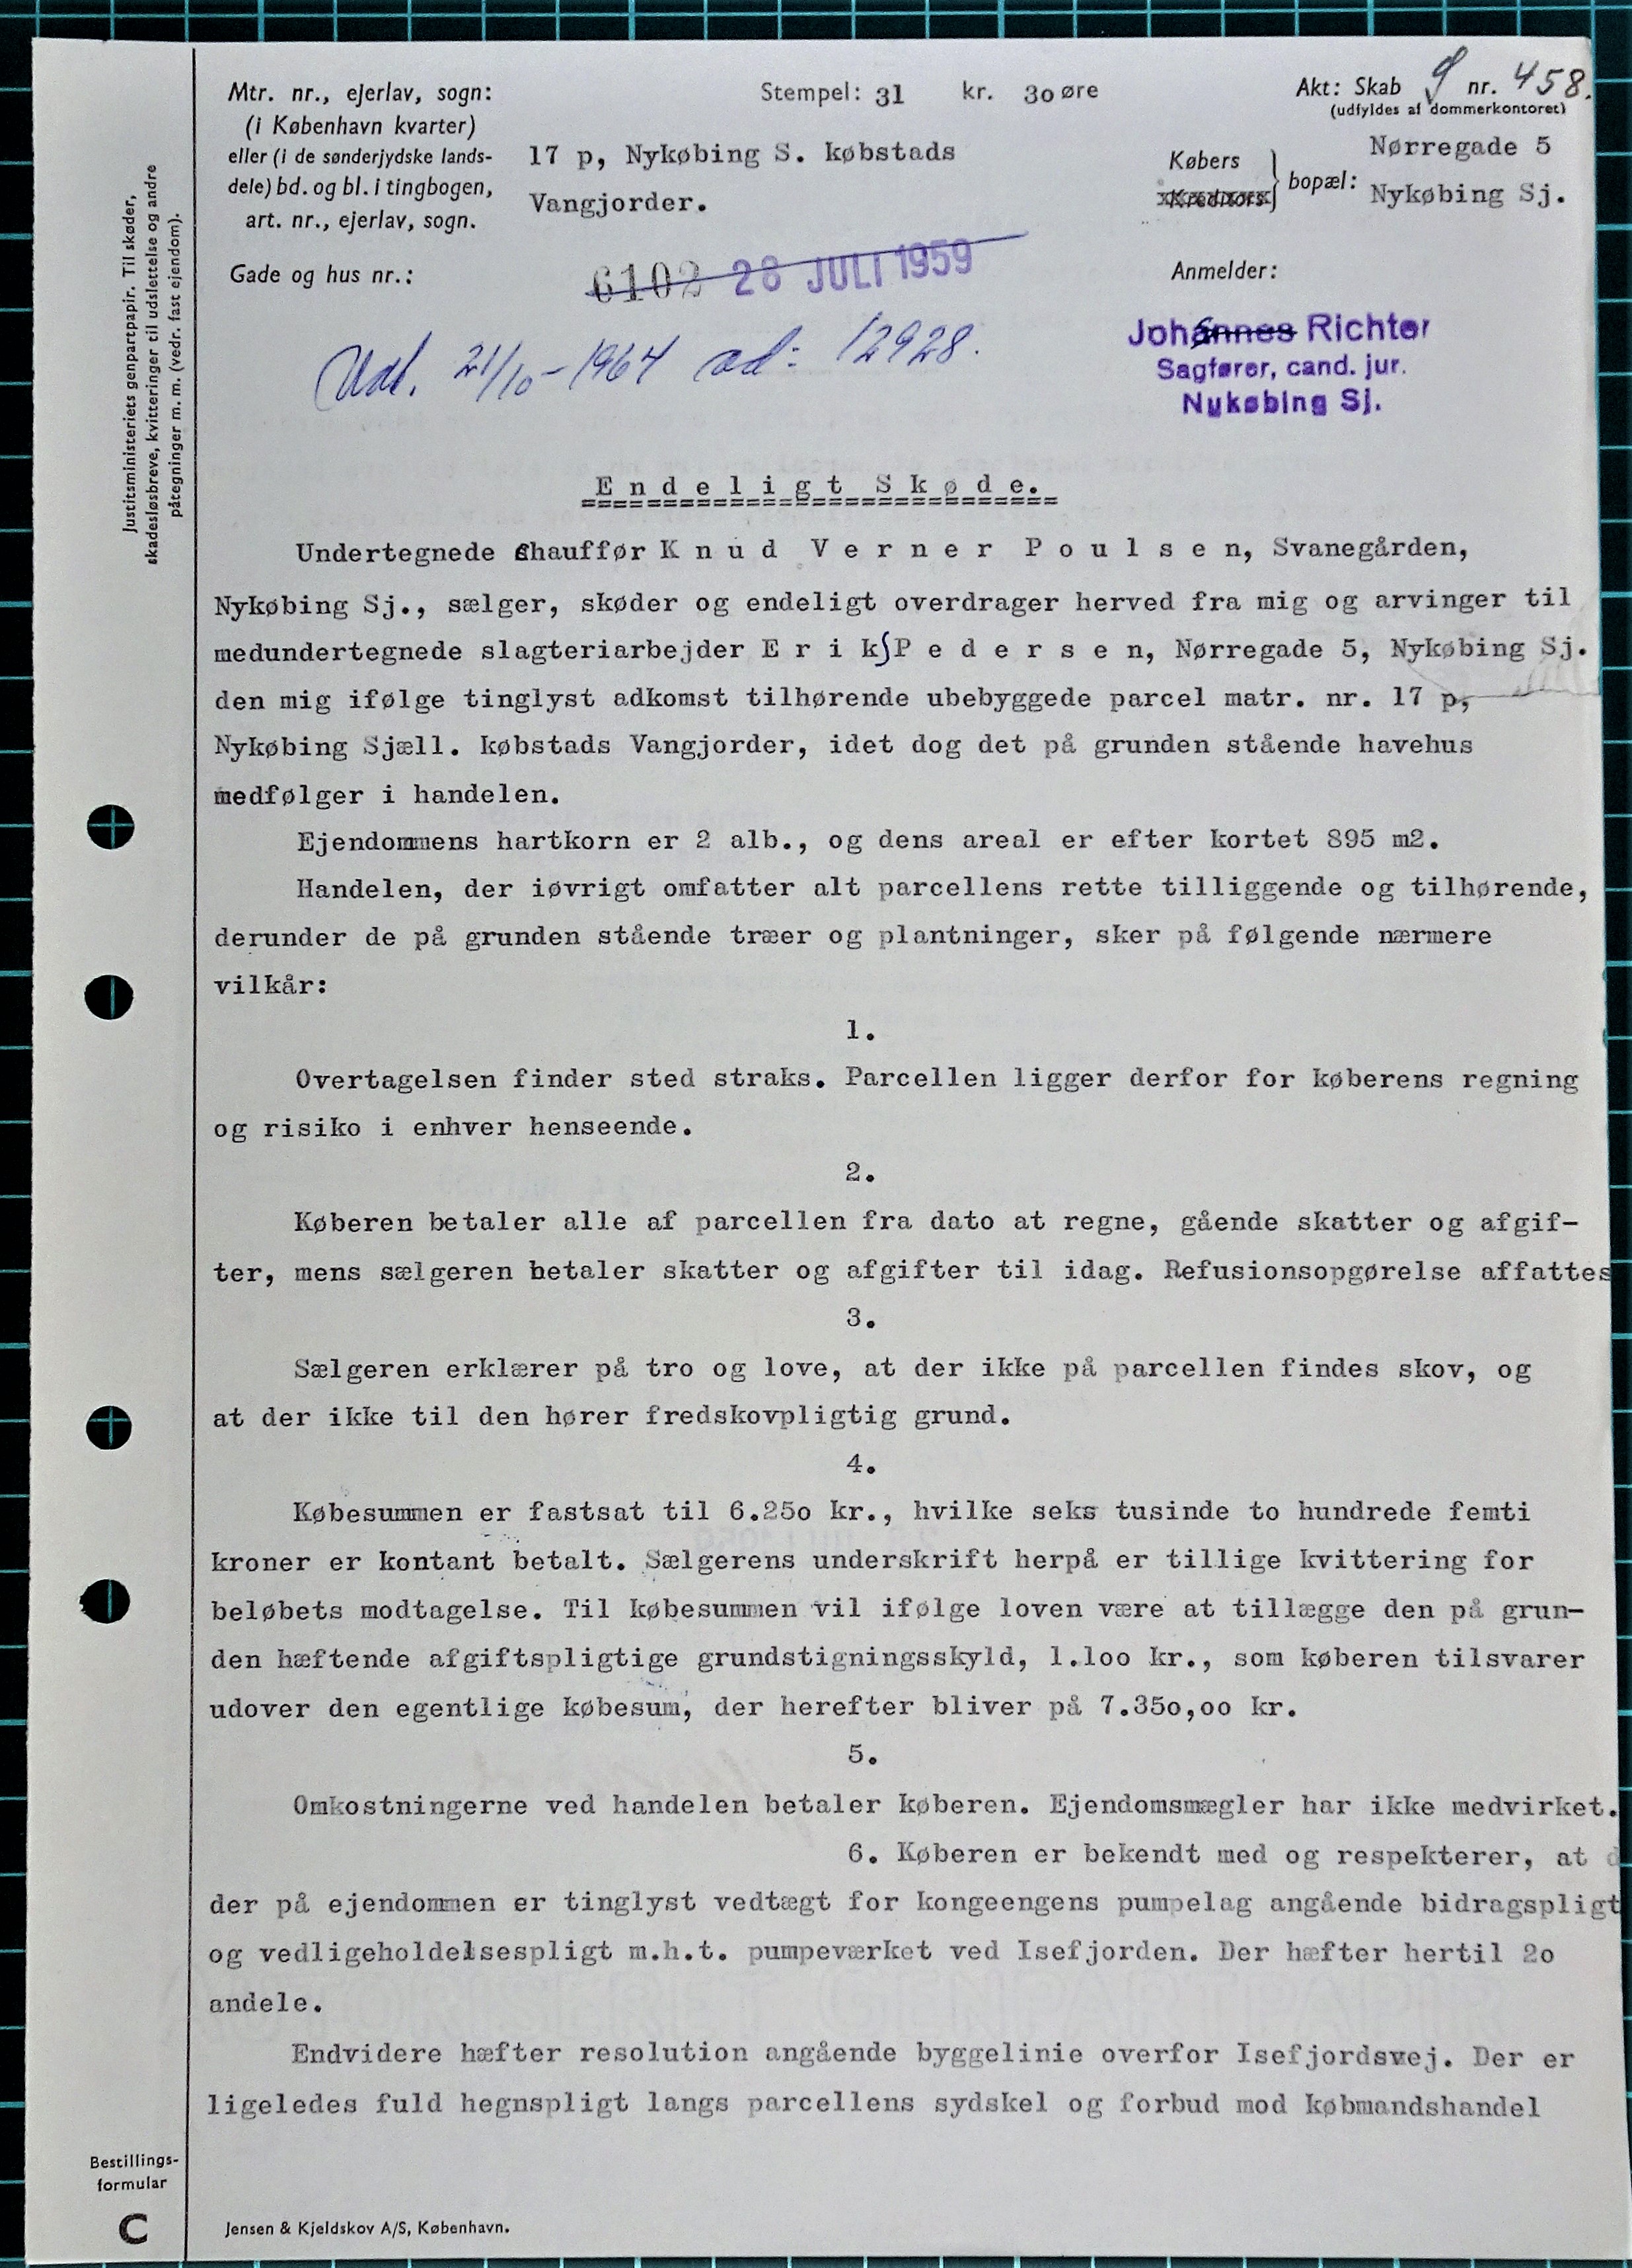 Justitsministeriets genpartpapir. Til skøder,
skadesløsbreve, kvitteringer til udslettelse og andre
påtegninger m. m. (vedr. fast ejendom).
Mtr. nr., ejerlav, sogn:
(i København kvarter)
eller (i de sønderjydske lands-
dele) bd. og bl. i tingbogen,
art. nr., ejerlav, sogn.
Gade og hus nr.:
Stempel: 31 kr. 3o øre
17 p, Nykøbing S. købstads
Vangjorder.
Akt: Skab nr. 458.
(udfyldes af dommerkontoret)
Købers
Kreditors
bopæl:
Nørregade 5
Nykøbing Sj.
6102 28 JULI 1959
Anmelder:
Johannes Richter
Sagfører, cand. jur.
Nykøbing Sj.
Udl. 21/10-1964 ad: 12928.
E n d e l i g t S k ø d e.
Undertegnede chauffør K n u d V e r n e r P o u l s e n, Svanegården,
Nykøbing Sj., sælger, skøder og endeligt overdrager herved fra mig og arvinger til
medundertegnede slagteriarbejder E r i k P e d e r s e n, Nørregade 5, Nykøbing Sj.
den mig ifølge tinglyst adkomst tilhørende ubebyggede parcel matr. nr. 17 p,
Nykøbing Sjæll. købstads Vangjorder, idet dog det på grunden stående havehus
medfølger i handelen.
Ejendommens hartkorn er 2 alb., og dens areal er efter kortet 895 m2.
Handelen, der iøvrigt omfatter alt parcellens rette tilliggende og tilhørende,
derunder de på grunden stående træer og plantninger, sker på følgende nærmere
vilkår:
1.
Overtagelsen finder sted straks. Parcellen ligger derfor for køberens regning
og risiko i enhver henseende.
2.
Køberen betaler alle af parcellen fra dato at regne, gående skatter og afgif-
ter, mens sælgeren betaler skatter og afgifter til idag. Refusionsopgørelse affattes
3.
Sælgeren erklærer på tro og love, at der ikke på parcellen findes skov, og
at der ikke til den hører fredskovpligtig grund.
4.
Købesummen er fastsat til 6.25o kr., hvilke seks tusinde to hundrede femti
kroner er kontant betalt. Sælgerens underskrift herpå er tillige kvittering for
beløbets modtagelse. Til købesummen vil ifølge loven være at tillægge den på grun-
den hæftende afgiftspligtige grundstigningsskyld, 1.1oo kr., som køberen tilsvarer
udover den egentlige købesum, der herefter bliver på 7.35o,oo kr.
5.
Omkostningerne ved handelen betaler køberen. Ejendomsmægler har ikke medvirket.
6. Køberen er bekendt med og respekterer, at d
der på ejendommen er tinglyst vedtægt for kongeengens pumpelag angående bidragspligt
og vedligeholdelsespligt m.h.t. pumpeværket ved Isefjorden. Der hæfter hertil 2o
andele.
Endvidere hæfter resolution angående byggelinie overfor Isefjordsvej. Der er
ligeledes fuld hegnspligt langs parcellens sydskel og forbud mod købmandshandel
Bestillings-
formular
C
Jensen & Kjeldskov A/S, København.